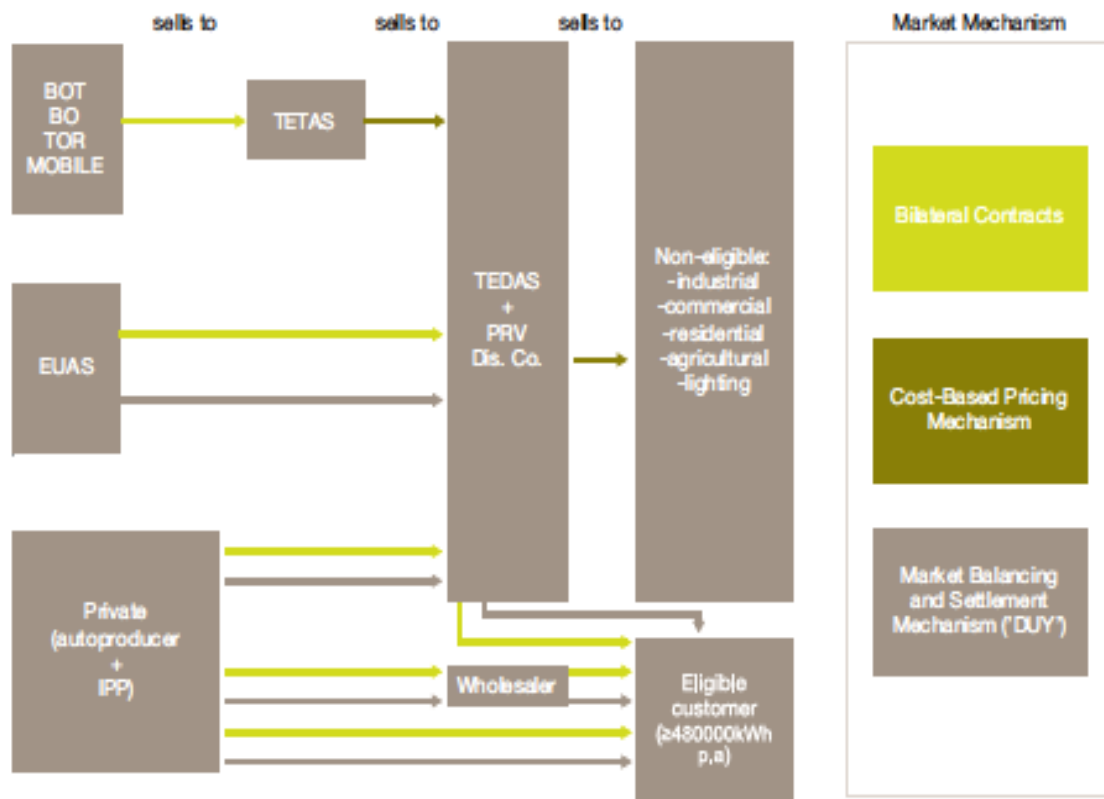 sells to
sells to
sells to
Market Mechanism
BOT
BO
TOR
MOBILE
TETAS
EUAS
TEDAS
+
PRV
Dis. Co.
Non-eligible:
-industrial
-commercial
-residential
-agricultural
-lighting
Private
(autoproducer
+
IPP)
Wholesaler
Eligible
customer
(≥480000kWh
p,a)
Bilateral Contracts
Cost-Based Pricing
Mechanism
Market Balancing
and Settlement
Mechanism ("DUY")